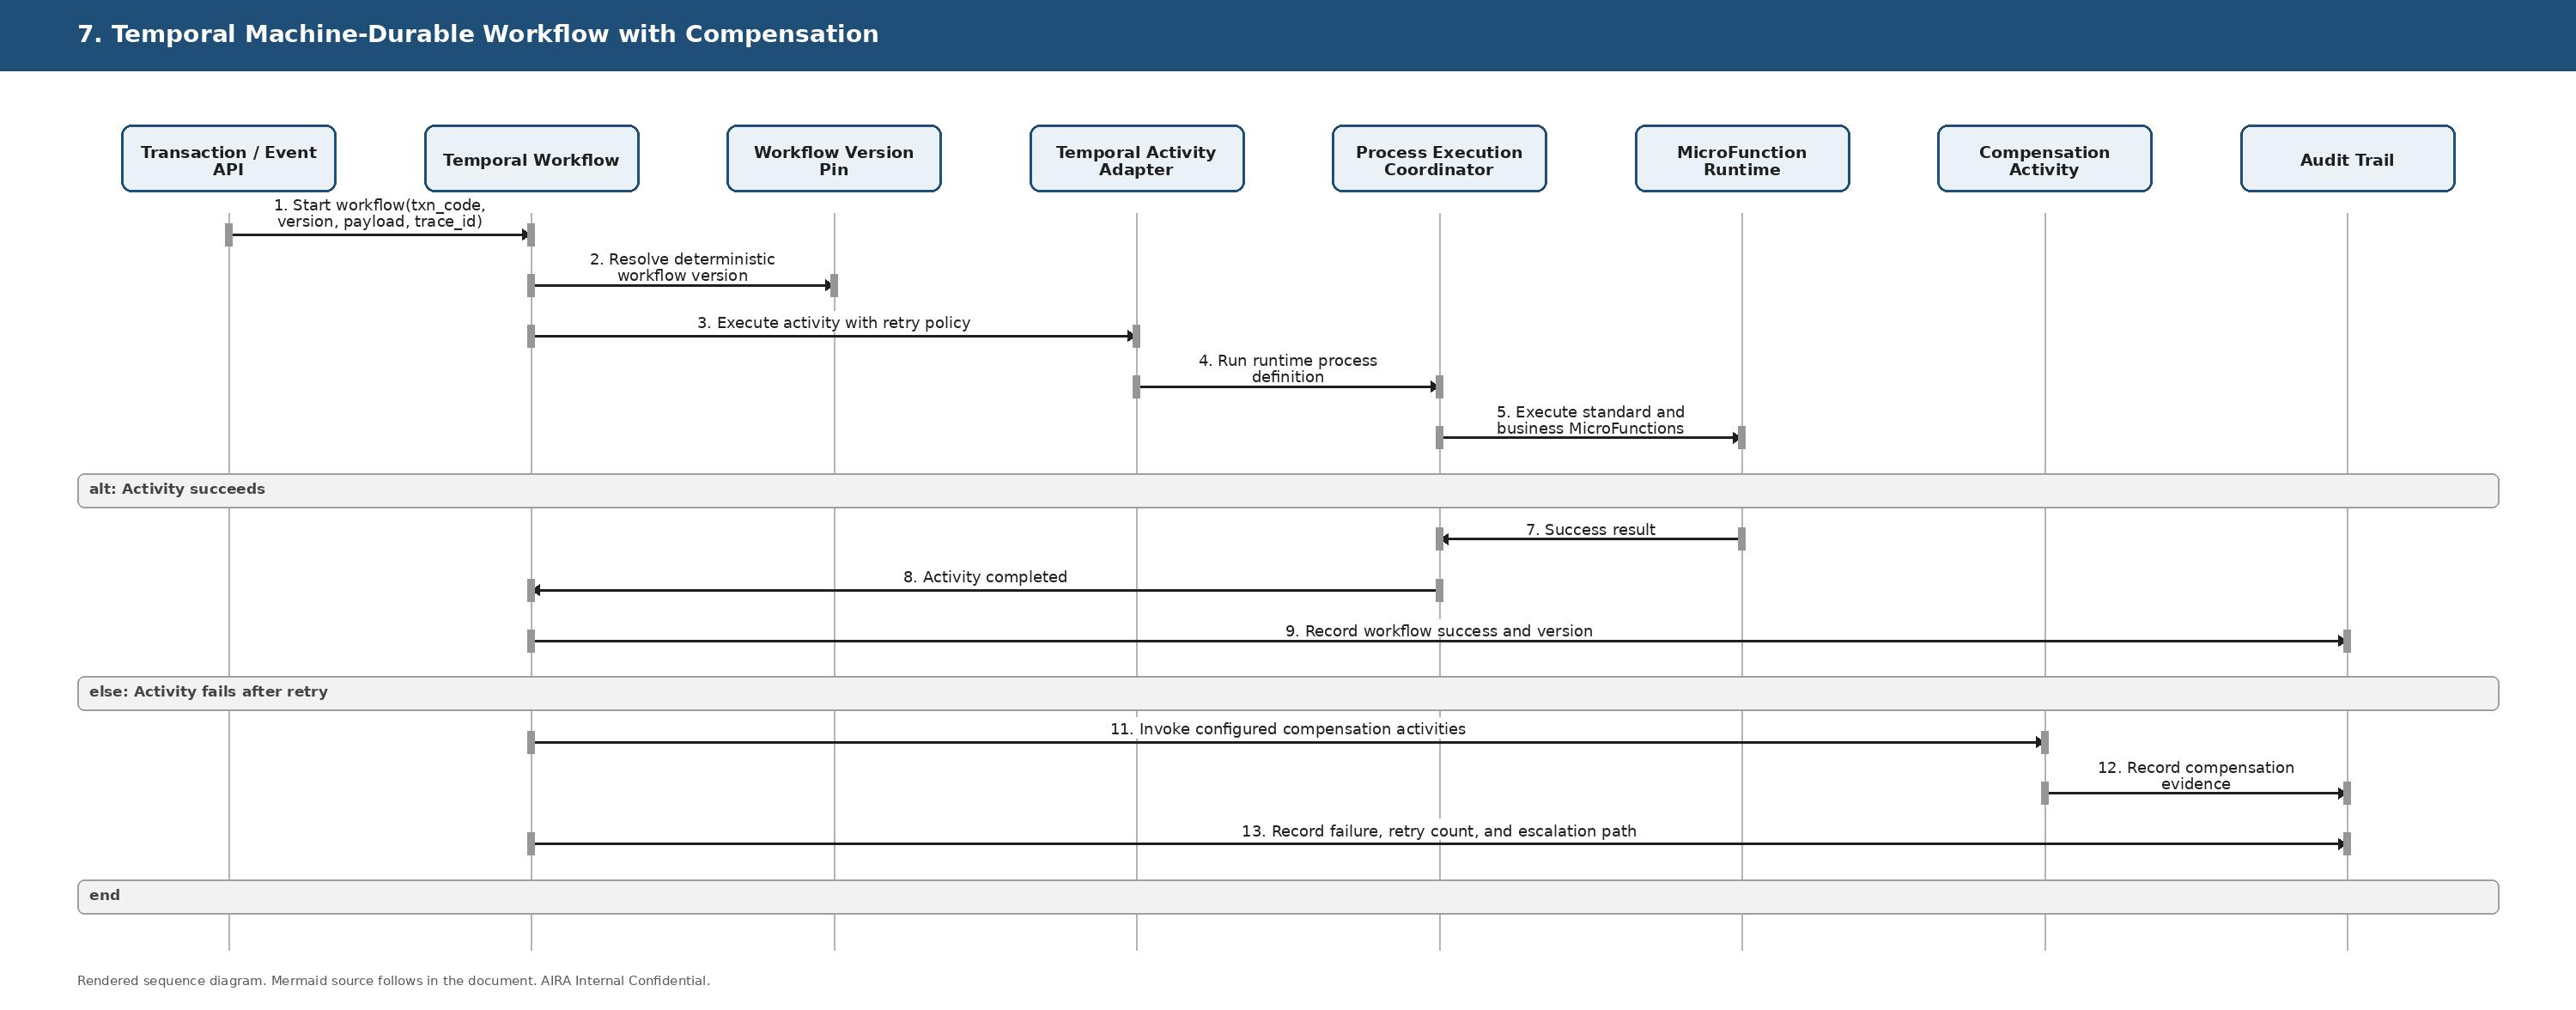 7. Temporal Machine-Durable Workflow with Compensation
Transaction / Event
API
Temporal Workflow
Workflow Version
Pin
Temporal Activity
Adapter
Process Execution
Coordinator
MicroFunction
Runtime
Compensation
Activity
Audit Trail
1. Start workflow(txn_code,
version, payload, trace_id)
2. Resolve deterministic
workflow version
3. Execute activity with retry policy
4. Run runtime process
definition
5. Execute standard and
business MicroFunctions
alt: Activity succeeds
7. Success result
8. Activity completed
9. Record workflow success and version
else: Activity fails after retry
11. Invoke configured compensation activities
12. Record compensation
evidence
13. Record failure, retry count, and escalation path
end
Rendered sequence diagram. Mermaid source follows in the document. AIRA Internal Confidential.